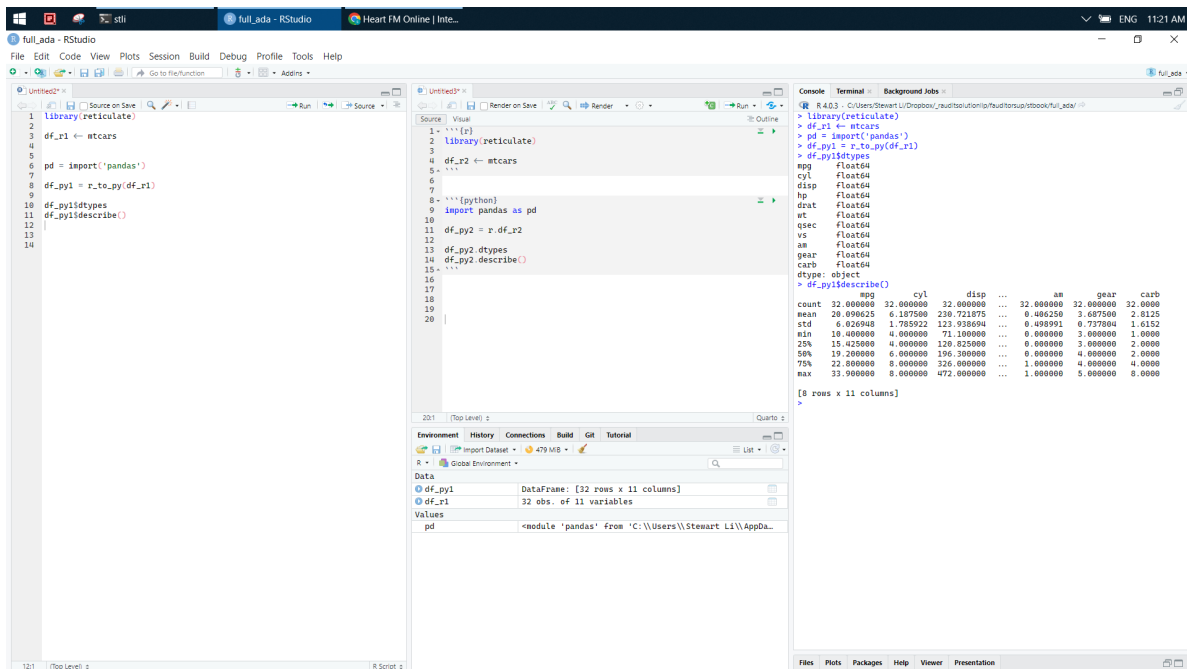 stli full_ada - RStudio Heart FM Online | Inte... ENG 11:21 AM
full_ada - RStudio
File Edit Code View Plots Session Build Debug Profile Tools Help
Go to file/function Addins full_ada
Untitled2*
Source on Save Run Source
1 library(reticulate)
2
3 df_r1 ← mtcars
4
5
6 pd = import('pandas')
7
8 df_py1 = r_to_py(df_r1)
9
10 df_py1$dtypes
11 df_py1$describe()
12
13
14
12:1 (Top Level) R Script
Untitled3*
Render on Save Render Run
Source Visual Outline
1 ```{r}
2 library(reticulate)
3
4 df_r2 ← mtcars
5 ```
6
7
8 ```{python}
9 import pandas as pd
10
11 df_py2 = r.df_r2
12
13 df_py2.dtypes
14 df_py2.describe()
15 ```
16
17
18
19
20
20:1 (Top Level) Quarto
Environment History Connections Build Git Tutorial
Import Dataset 479 MiB List
R Global Environment
Data
df_py1 DataFrame: [32 rows x 11 columns]
df_r1 32 obs. of 11 variables
Values
pd <module 'pandas' from 'C:\\Users\\Stewart Li\\AppDa…
Console Terminal Background Jobs
R 4.0.3 · C:/Users/Stewart Li/Dropbox/_rauditsolutionllp/fauditorsup/stbook/full_ada/
> library(reticulate)
> df_r1 ← mtcars
> pd = import('pandas')
> df_py1 = r_to_py(df_r1)
> df_py1$dtypes
mpg float64
cyl float64
disp float64
hp float64
drat float64
wt float64
qsec float64
vs float64
am float64
gear float64
carb float64
dtype: object
> df_py1$describe()
mpg cyl disp ... am gear carb
count 32.000000 32.000000 32.000000 ... 32.000000 32.000000 32.0000
mean 20.090625 6.187500 230.721875 ... 0.406250 3.687500 2.8125
std 6.026948 1.785922 123.938694 ... 0.498991 0.737804 1.6152
min 10.400000 4.000000 71.100000 ... 0.000000 3.000000 1.0000
25% 15.425000 4.000000 120.825000 ... 0.000000 3.000000 2.0000
50% 19.200000 6.000000 196.300000 ... 0.000000 4.000000 2.0000
75% 22.800000 8.000000 326.000000 ... 1.000000 4.000000 4.0000
max 33.900000 8.000000 472.000000 ... 1.000000 5.000000 8.0000
[8 rows x 11 columns]
>
Files Plots Packages Help Viewer Presentation